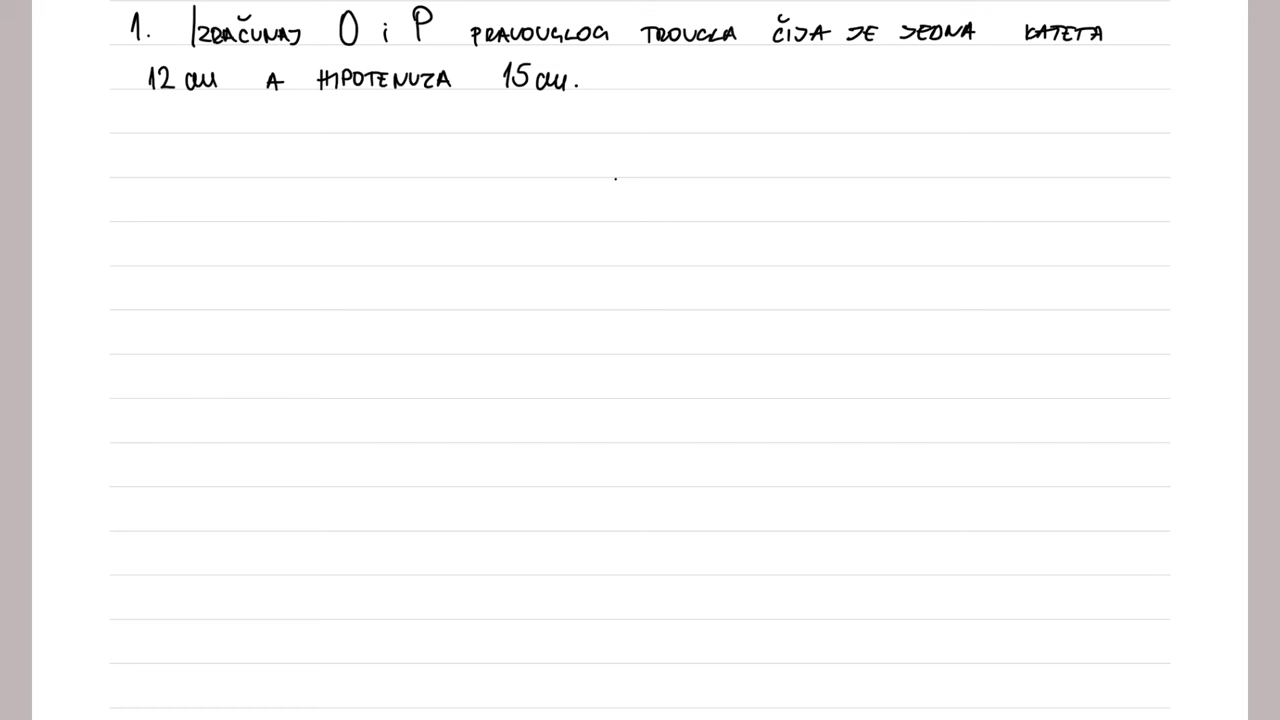 1. IZRAČUNAJ O i P PRAVOUGLOG TROUGLA ČIJA JE JEDNA KATETA
12 cm A HIPOTENUZA 15 cm.